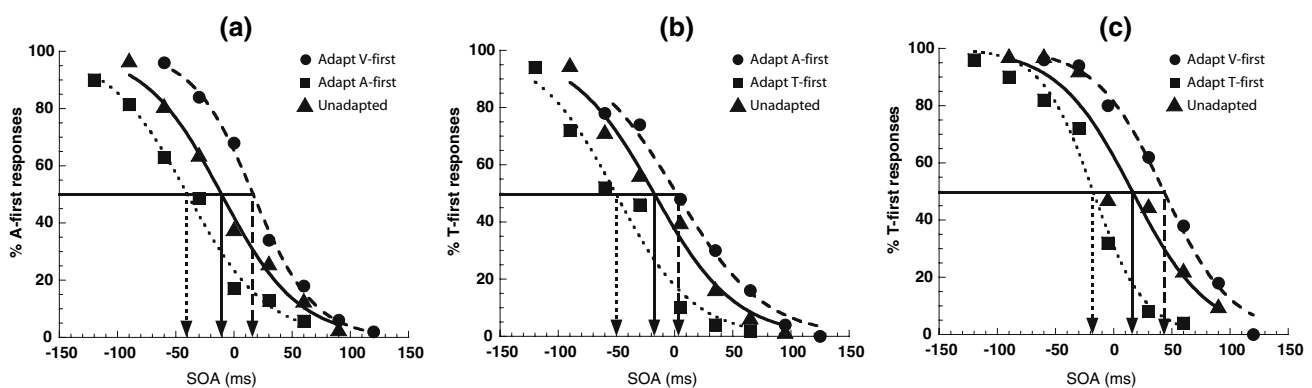 (a)
% A-first responses
100
80
60
40
20
0
-150 -100 -50 0 50 100 150
SOA (ms)
Adapt V-first
Adapt A-first
Unadapted
(b)
% T-first responses
100
80
60
40
20
0
-150 -100 -50 0 50 100 150
SOA (ms)
Adapt A-first
Adapt T-first
Unadapted
(c)
% T-first responses
100
80
60
40
20
0
-150 -100 -50 0 50 100 150
SOA (ms)
Adapt V-first
Adapt T-first
Unadapted